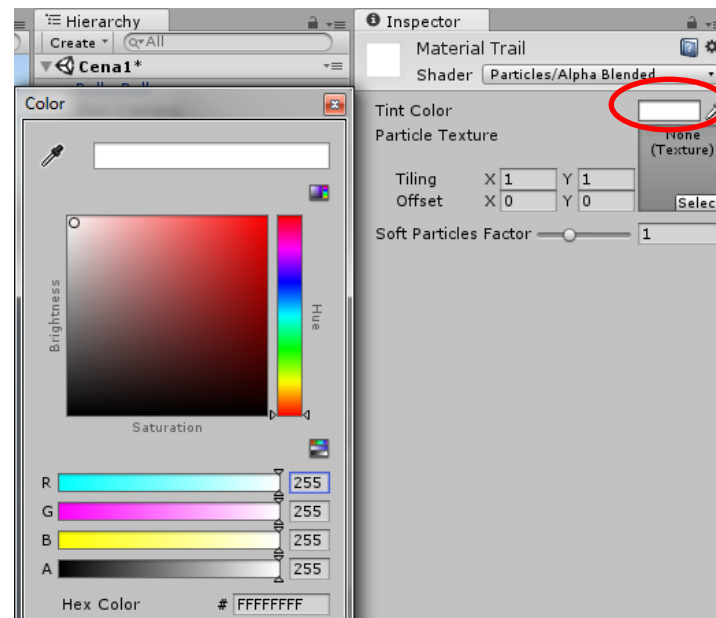 Hierarchy
Create
All
Cena1*
Color
Brightness
Hue
Saturation
R 255
G 255
B 255
A 255
Hex Color # FFFFFFFF
Inspector
Material Trail
Shader Particles/Alpha Blended
Tint Color
Particle Texture
None
(Texture)
Tiling X 1 Y 1
Offset X 0 Y 0
Selec
Soft Particles Factor 1